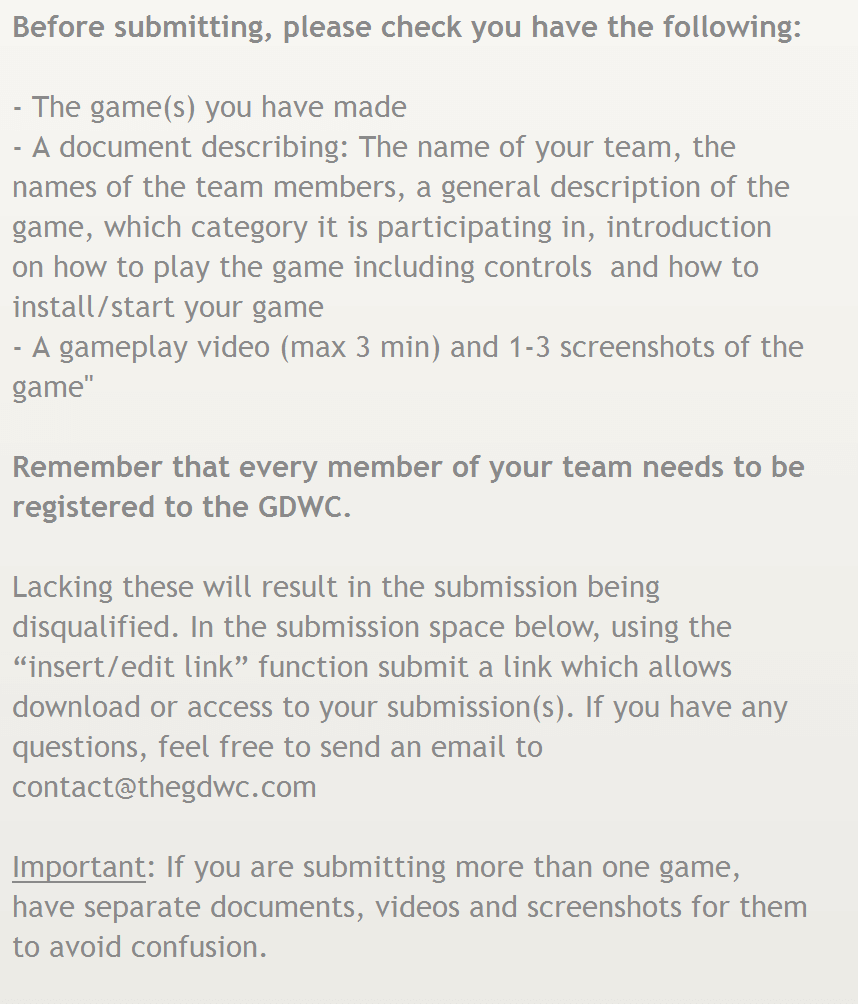 Before submitting, please check you have the following:
- The game(s) you have made
- A document describing: The name of your team, the
names of the team members, a general description of the
game, which category it is participating in, introduction
on how to play the game including controls  and how to
install/start your game
- A gameplay video (max 3 min) and 1-3 screenshots of the
game"
Remember that every member of your team needs to be
registered to the GDWC.
Lacking these will result in the submission being
disqualified. In the submission space below, using the
“insert/edit link” function submit a link which allows
download or access to your submission(s). If you have any
questions, feel free to send an email to
contact@thegdwc.com
Important: If you are submitting more than one game,
have separate documents, videos and screenshots for them
to avoid confusion.